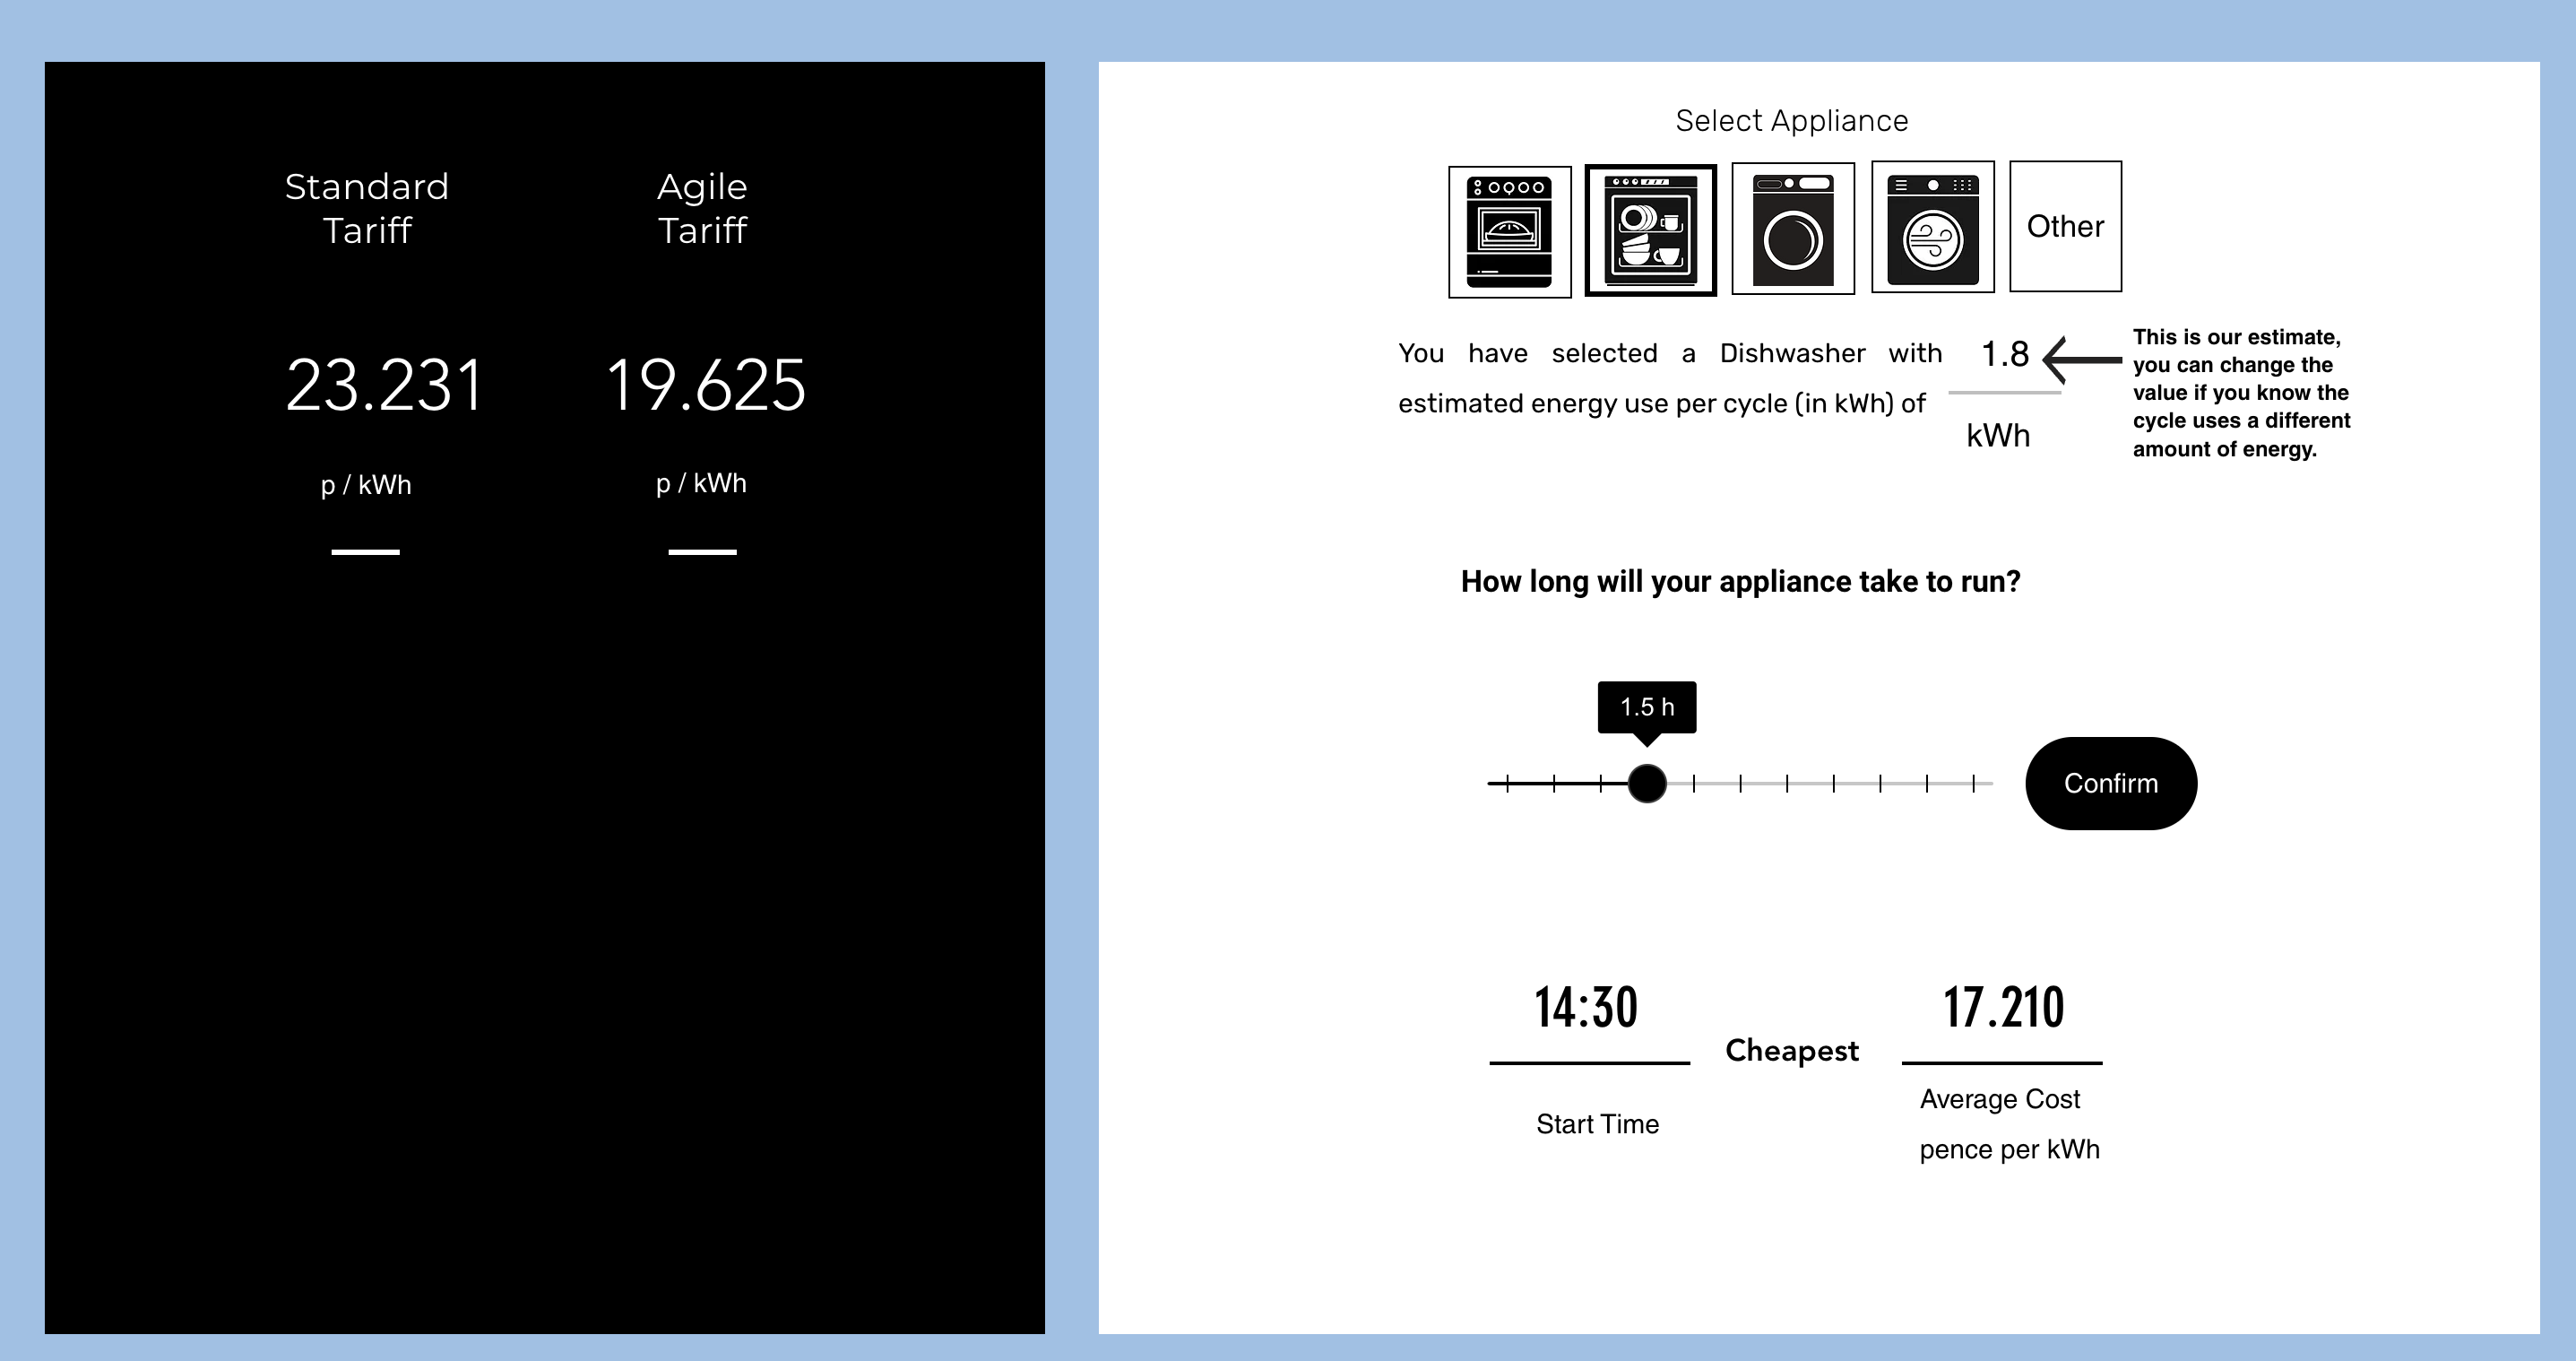 Standard
Tariff
Agile
Tariff
23.231
19.625
p / kWh
p / kWh
Select Appliance
Other
You have selected a Dishwasher with
estimated energy use per cycle (in kWh) of
1.8
kWh
This is our estimate,
you can change the
value if you know the
cycle uses a different
amount of energy.
How long will your appliance take to run?
1.5 h
Confirm
14:30
Start Time
Cheapest
17.210
Average Cost
pence per kWh